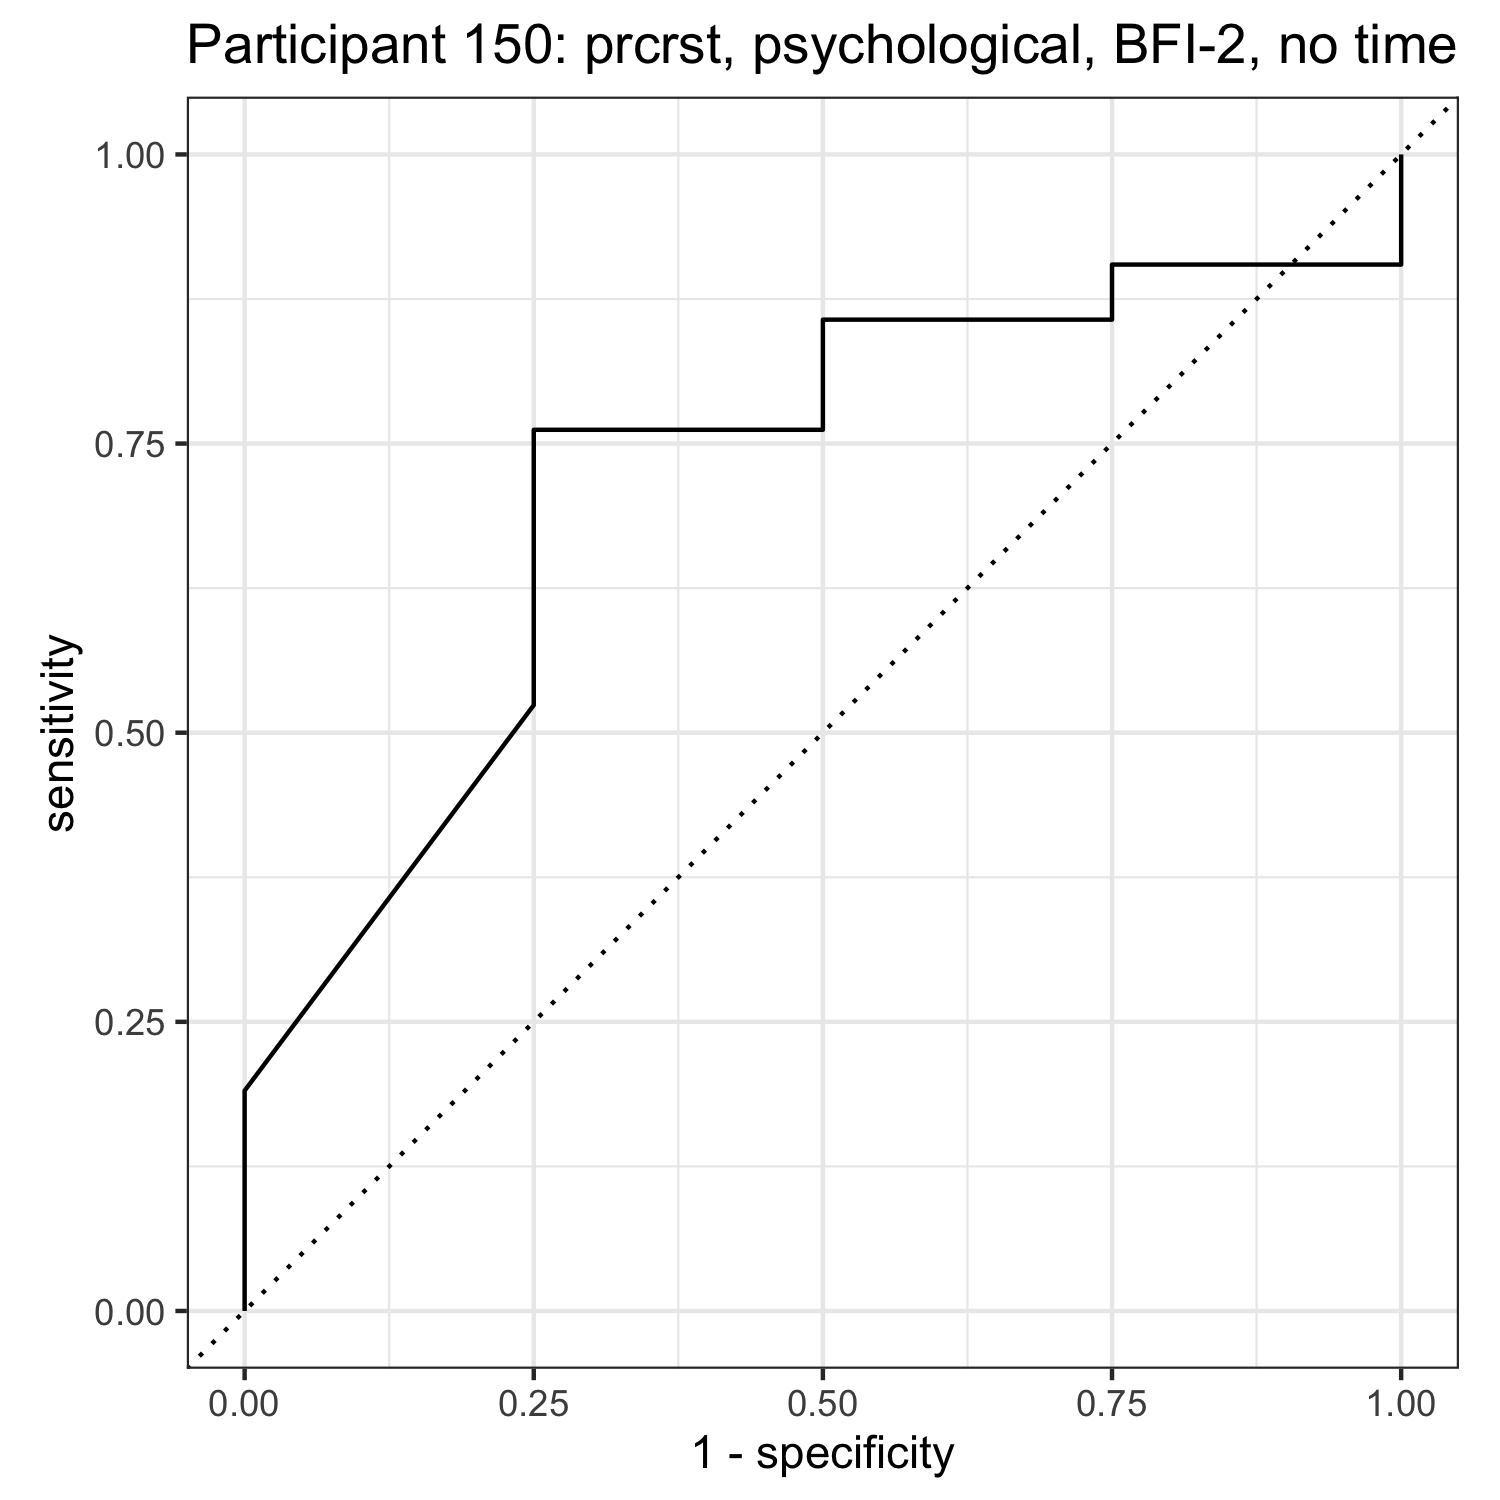 Participant 150: prcrst, psychological, BFI-2, no time
1.00
0.75
0.50
0.25
0.00
sensitivity
0.00 0.25 0.50 0.75 1.00
1 - specificity